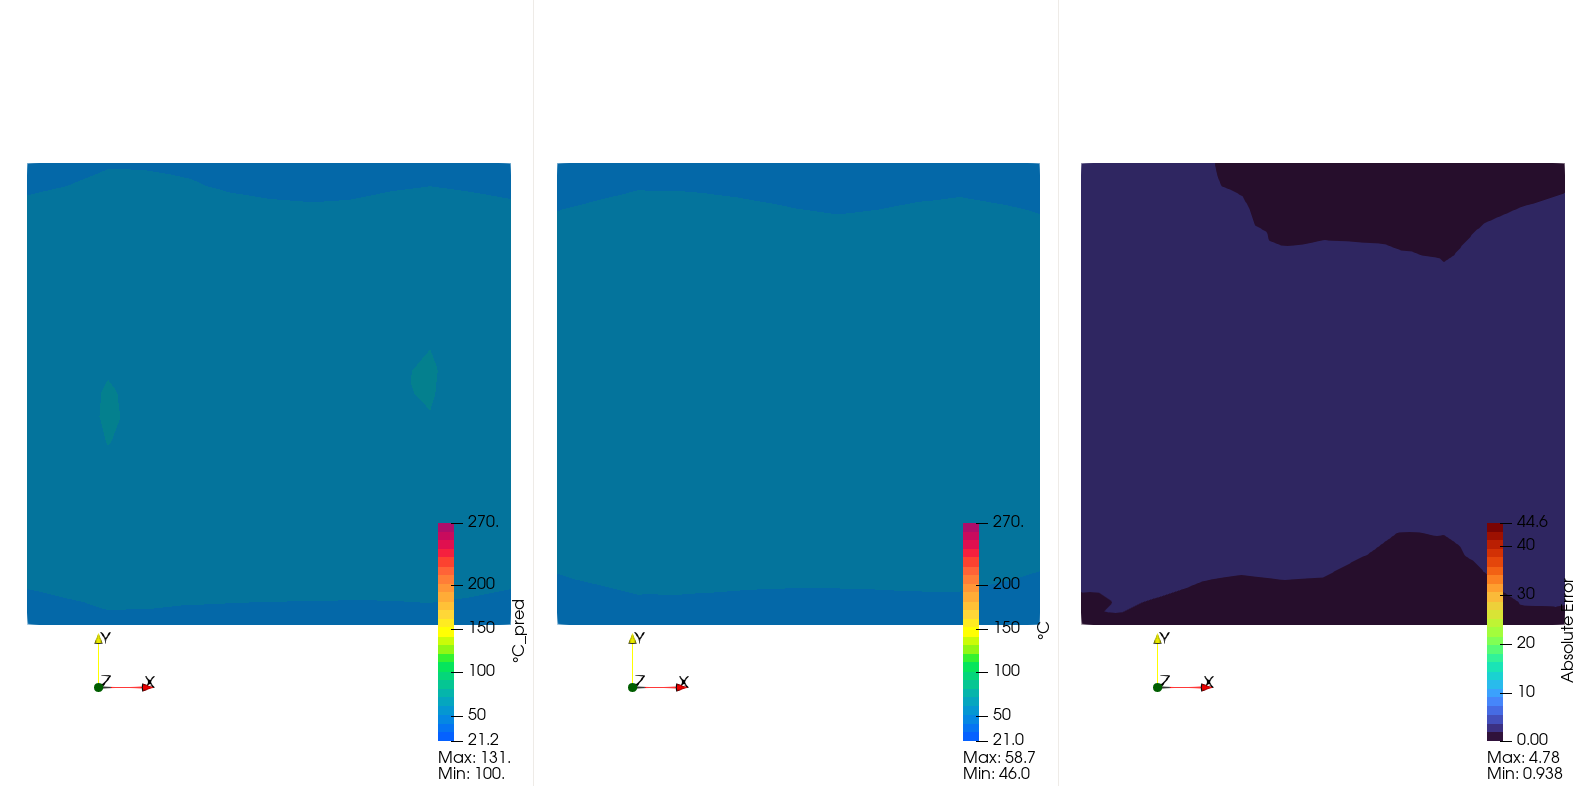 270.
200
150
100
50
21.2
°C_pred
Max: 131.
Min: 100.
Y
Z
X
270.
200
150
100
50
21.0
°C
Max: 58.7
Min: 46.0
Y
Z
X
44.6
40
30
20
10
0.00
Absolute Error
Max: 4.78
Min: 0.938
Y
Z
X